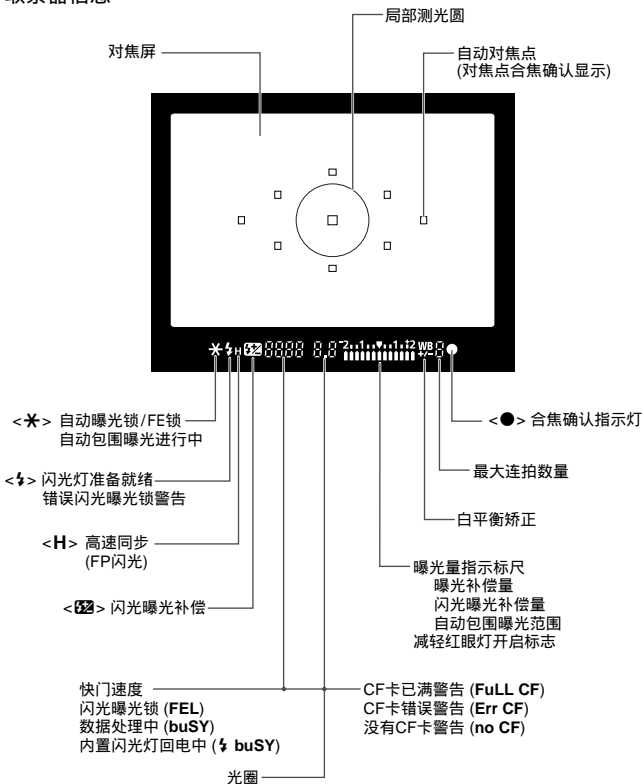 取景器信息
局部测光圆
对焦屏
自动对焦点
(对焦点合焦确认显示)
-2..1..▼..1..‡2
WB
+/−
H
<✱> 自动曝光锁/FE锁
自动包围曝光进行中
<⚡> 闪光灯准备就绪
错误闪光曝光锁警告
<H> 高速同步
(FP闪光)
<> 闪光曝光补偿
<●> 合焦确认指示灯
最大连拍数量
白平衡矫正
曝光量指示标尺
曝光补偿量
闪光曝光补偿量
自动包围曝光范围
减轻红眼灯开启标志
快门速度
闪光曝光锁 (FEL)
数据处理中 (buSY)
内置闪光灯回电中 (⚡ buSY)
CF卡已满警告 (FuLL CF)
CF卡错误警告 (Err CF)
没有CF卡警告 (no CF)
光圈